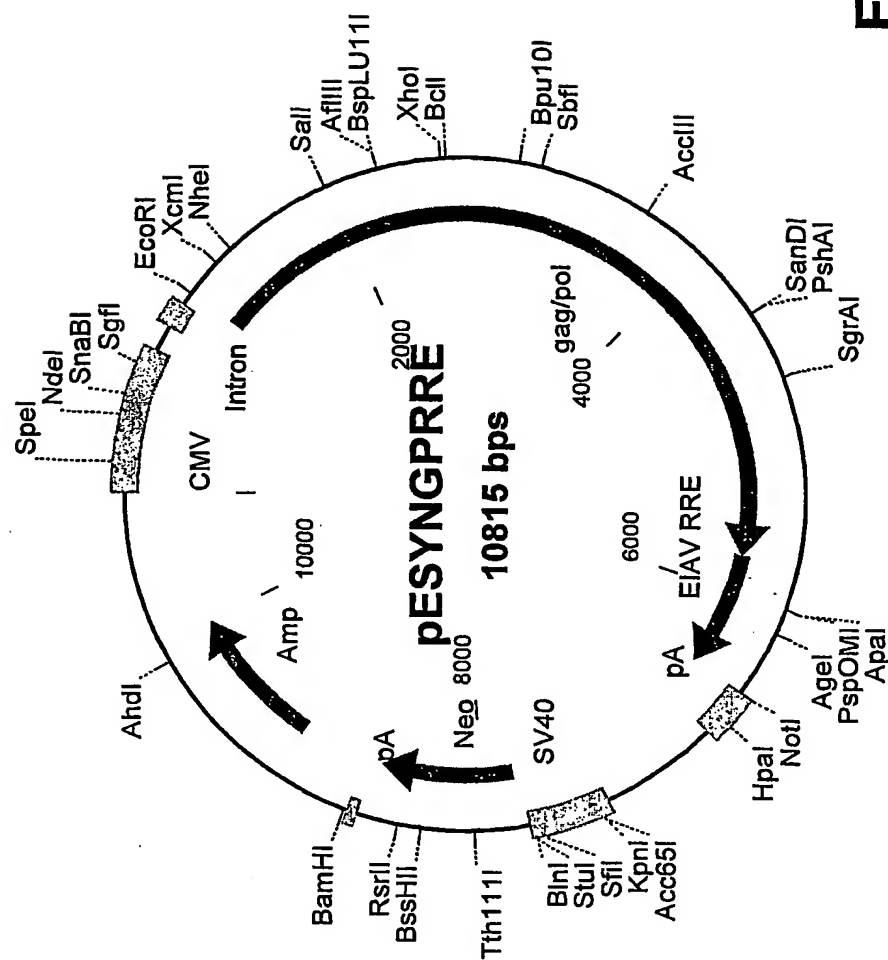 SpeI
NdeI
SnaBI
SgfI
EcoRI
XcmI
NheI
SalI
AflIII
BspLU11I
XhoI
BclI
Bpu10I
SbfI
AccIII
SanDI
PshAI
SgrAI
ApaI
PspOMI
AgeI
NotI
HpaI
Acc65I
KpnI
SfiI
StuI
BlnI
Tth111I
BssHII
RsrII
BamHI
AhdI
CMV
Intron
2000
gag/pol
4000
6000
EIAV RRE
pA
SV40
Neo
8000
pA
Amp
10000
pESYNGPRRE
10815 bps